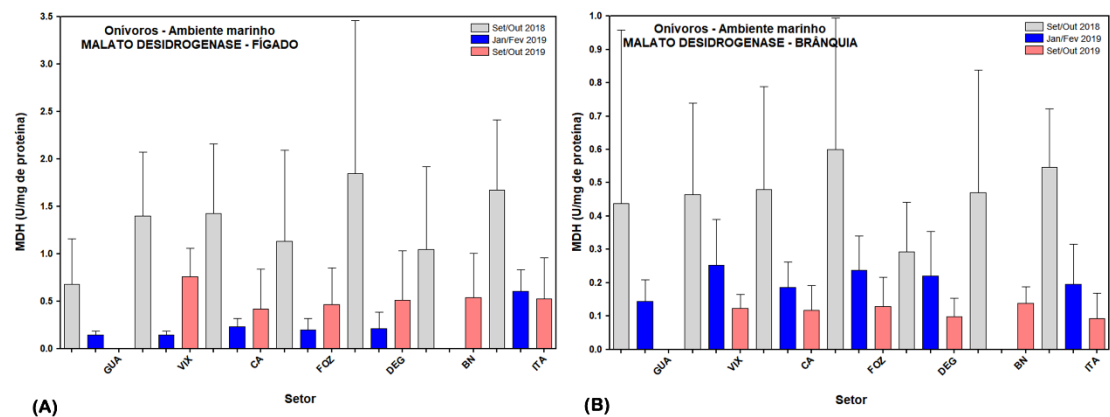 Onívoros - Ambiente marinho
MALATO DESIDROGENASE - FÍGADO
Set/Out 2018
Jan/Fev 2019
Set/Out 2019
MDH (U/mg de proteína)
3.5
3.0
2.5
2.0
1.5
1.0
0.5
0.0
GUA
VIX
CA
FOZ
DEG
BN
ITA
Setor
(A)
Onívoros - Ambiente marinho
MALATO DESIDROGENASE - BRÂNQUIA
Set/Out 2018
Jan/Fev 2019
Set/Out 2019
MDH (U/mg de proteína)
1.0
0.9
0.8
0.7
0.6
0.5
0.4
0.3
0.2
0.1
0.0
GUA
VIX
CA
FOZ
DEG
BN
ITA
Setor
(B)